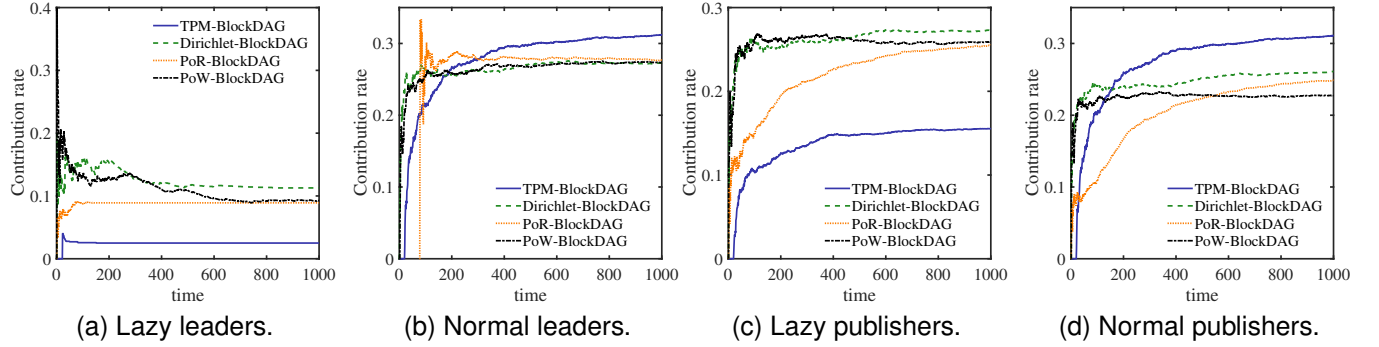 Contribution rate
0.4
0.3
0.2
0.1
0
0
200
400
600
800
1000
time
TPM-BlockDAG
Dirichlet-BlockDAG
PoR-BlockDAG
PoW-BlockDAG
(a) Lazy leaders.
Contribution rate
0.3
0.2
0.1
0
0
200
400
600
800
1000
time
TPM-BlockDAG
Dirichlet-BlockDAG
PoR-BlockDAG
PoW-BlockDAG
(b) Normal leaders.
Contribution rate
0.3
0.2
0.1
0
0
200
400
600
800
1000
time
TPM-BlockDAG
Dirichlet-BlockDAG
PoR-BlockDAG
PoW-BlockDAG
(c) Lazy publishers.
Contribution rate
0.3
0.2
0.1
0
0
200
400
600
800
1000
time
TPM-BlockDAG
Dirichlet-BlockDAG
PoR-BlockDAG
PoW-BlockDAG
(d) Normal publishers.